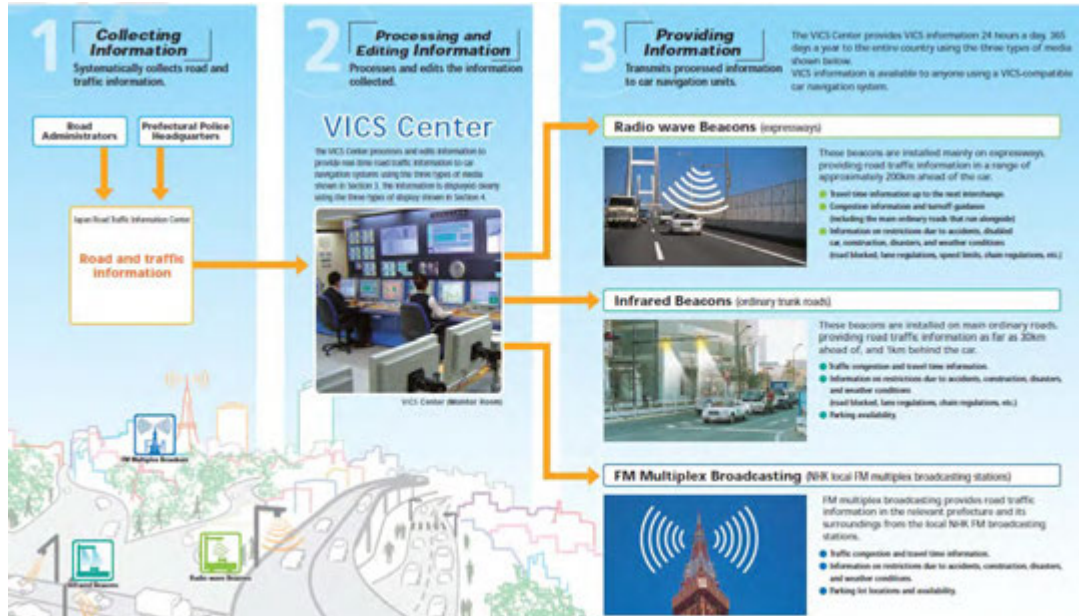 1
Collecting
Information
Systematically collects road and
traffic information.
Road
Administrators
Prefectural Police
Headquarters
Japan Road Traffic Information Center
Road and traffic
information
FM Multiplex Broadcast
Infrared Beacons
Radio wave Beacons
2
Processing and
Editing Information
Processes and edits the information
collected.
VICS Center
The VICS Center processes and edits information to
provide real-time road traffic information to car
navigation systems using the three types of media
shown in Section 3. The information is displayed clearly
using the three types of display shown in Section 4.
VICS Center (Monitor Room)
3
Providing
Information
Transmits processed information
to car navigation units.
The VICS Center provides VICS information 24 hours a day, 365
days a year to the entire country using the three types of media
shown below.
VICS information is available to anyone using a VICS-compatible
car navigation system.
Radio wave Beacons (expressways)
These beacons are installed mainly on expressways,
providing road traffic information in a range of
approximately 200km ahead of the car.
Travel time information up to the next interchange.
Congestion information and turnoff guidance
(including the main ordinary roads that run alongside)
Information on restrictions due to accidents, disabled
car, construction, disasters, and weather conditions
(road blocked, lane regulations, speed limits, chain regulations, etc.)
Infrared Beacons (ordinary trunk roads)
These beacons are installed on main ordinary roads,
providing road traffic information as far as 30km
ahead of, and 1km behind the car.
Traffic congestion and travel time information.
Information on restrictions due to accidents, construction, disasters,
and weather conditions
(road blocked, lane regulations, chain regulations, etc.)
Parking availability.
FM Multiplex Broadcasting (NHK local FM multiplex broadcasting stations)
FM multiplex broadcasting provides road traffic
information in the relevant prefecture and its
surroundings from the local NHK FM broadcasting
stations.
Traffic congestion and travel time information.
Information on restrictions due to accidents, construction, disasters,
and weather conditions.
Parking lot locations and availability.